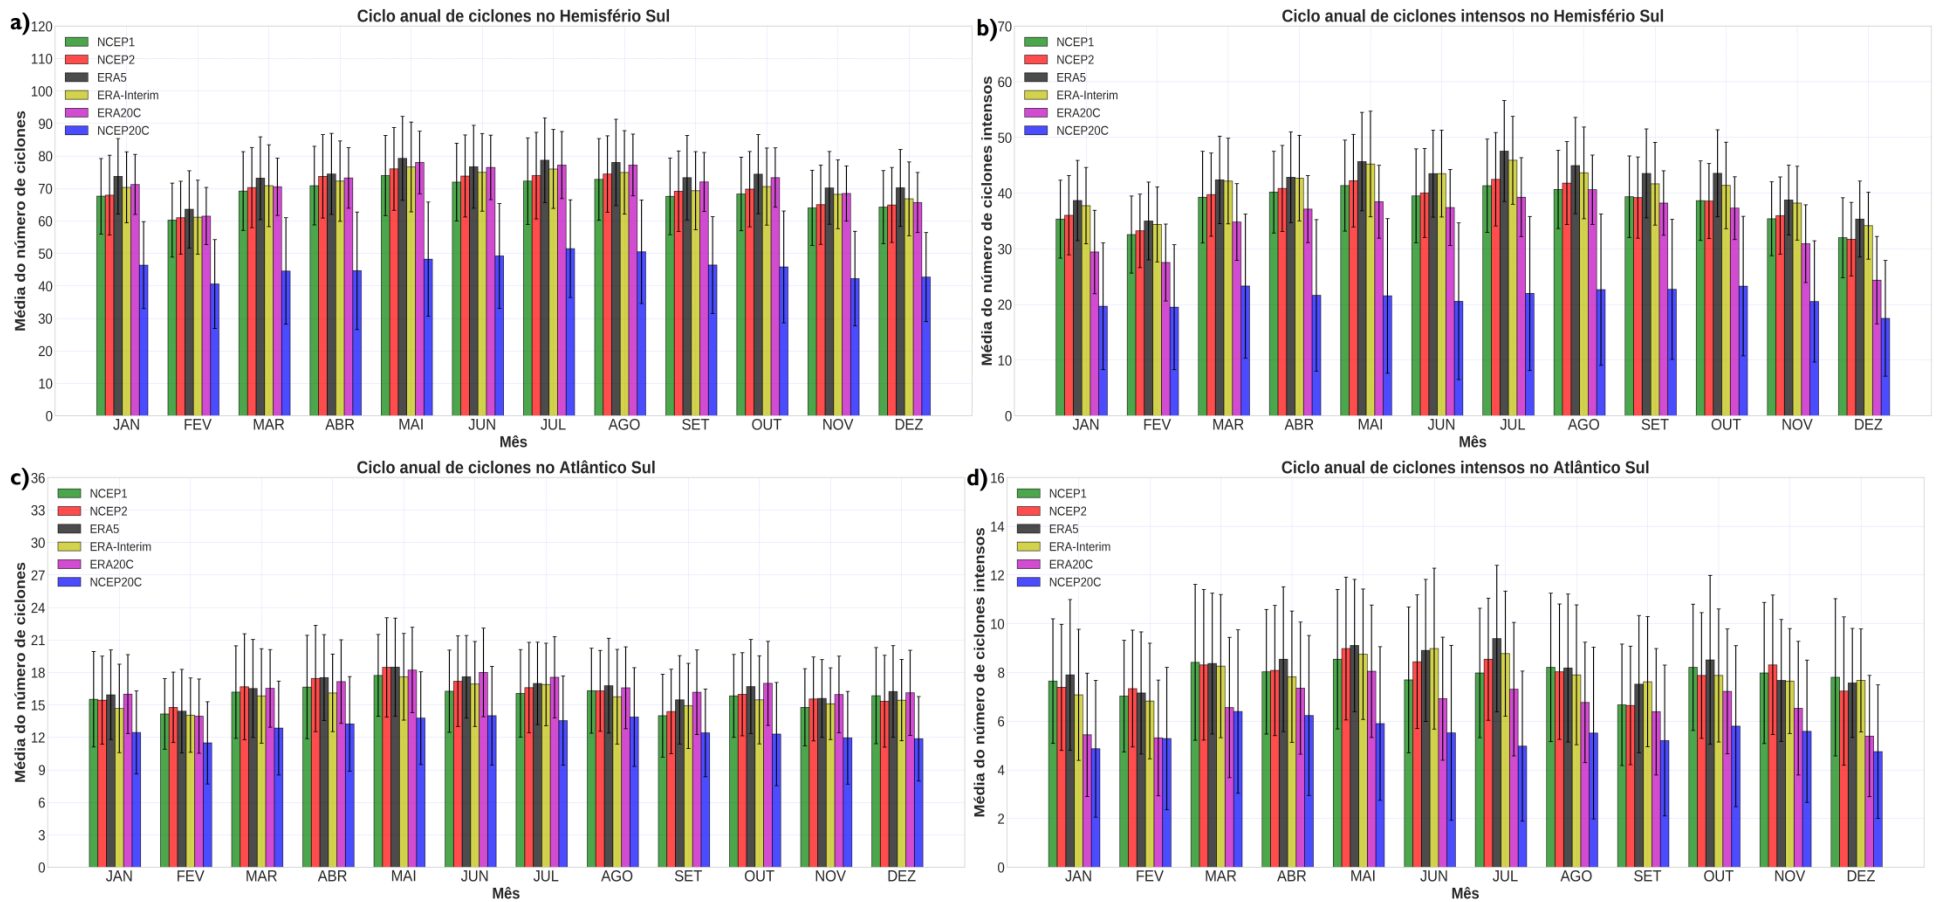 a)
Ciclo anual de ciclones no Hemisfério Sul
Média do número de ciclones
120
110
100
90
80
70
60
50
40
30
20
10
0
NCEP1
NCEP2
ERA5
ERA-Interim
ERA20C
NCEP20C
JAN FEV MAR ABR MAI JUN JUL AGO SET OUT NOV DEZ
Mês
b)
Ciclo anual de ciclones intensos no Hemisfério Sul
Média do número de ciclones intensos
70
60
50
40
30
20
10
0
NCEP1
NCEP2
ERA5
ERA-Interim
ERA20C
NCEP20C
JAN FEV MAR ABR MAI JUN JUL AGO SET OUT NOV DEZ
Mês
c)
Ciclo anual de ciclones no Atlântico Sul
Média do número de ciclones
36
33
30
27
24
21
18
15
12
9
6
3
0
NCEP1
NCEP2
ERA5
ERA-Interim
ERA20C
NCEP20C
JAN FEV MAR ABR MAI JUN JUL AGO SET OUT NOV DEZ
Mês
d)
Ciclo anual de ciclones intensos no Atlântico Sul
Média do número de ciclones intensos
16
14
12
10
8
6
4
2
0
NCEP1
NCEP2
ERA5
ERA-Interim
ERA20C
NCEP20C
JAN FEV MAR ABR MAI JUN JUL AGO SET OUT NOV DEZ
Mês